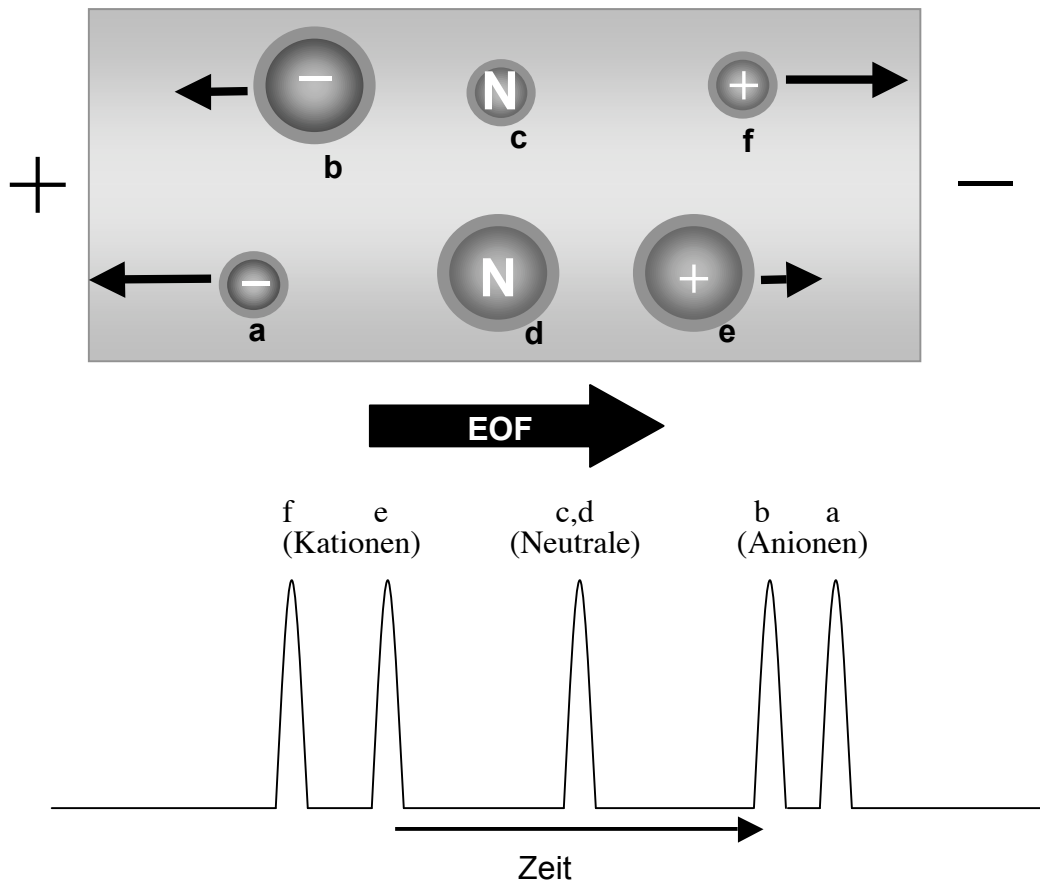 − N +
b c f
+ −
− N +
a d e
EOF
f e c,d b a
(Kationen) (Neutrale) (Anionen)
Zeit